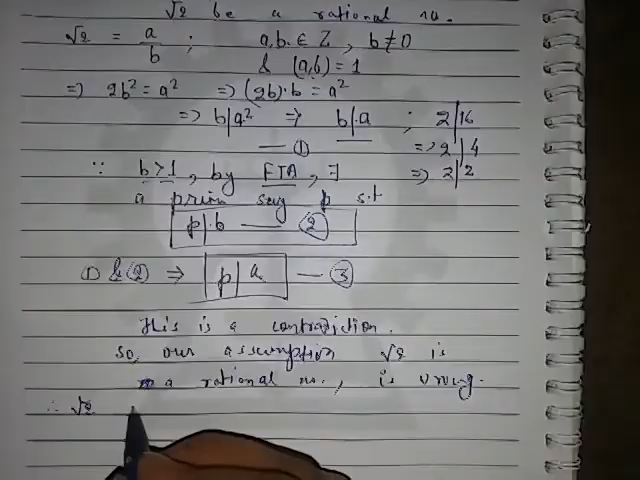 √2 be a rational no.
√2 = a/b ; a,b ∈ Z, b≠0
& (a,b) = 1
=> 2b² = a² => (2b)·b = a²
=> b|a² => b|a ; 2|16
— ① => 2|4
∵ b>1, by FTA, ∃ => 2|2
a prim say p s.t
p|b — ②
① & ② => p|a — ③
this is a contradiction.
so, our assumption √2 is
a rational no., is wrong.
∴ √2